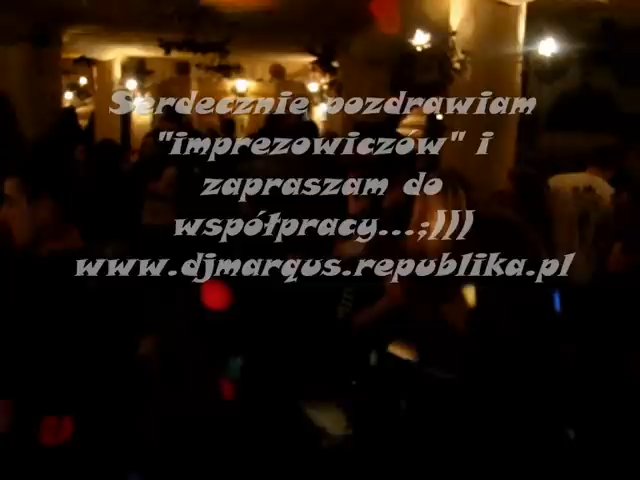 Serdecznie pozdrawiam
"imprezowiczów" i
zapraszam do
współpracy...;)))
www.djmarqus.republika.pl